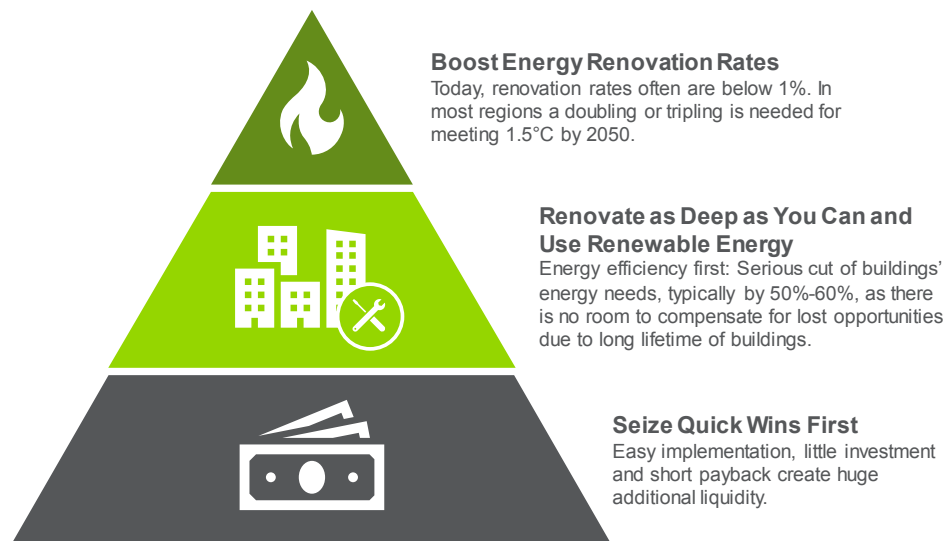 Boost Energy Renovation Rates
Today, renovation rates often are below 1%. In
most regions a doubling or tripling is needed for
meeting 1.5°C by 2050.
Renovate as Deep as You Can and
Use Renewable Energy
Energy efficiency first: Serious cut of buildings’
energy needs, typically by 50%-60%, as there
is no room to compensate for lost opportunities
due to long lifetime of buildings.
Seize Quick Wins First
Easy implementation, little investment
and short payback create huge
additional liquidity.